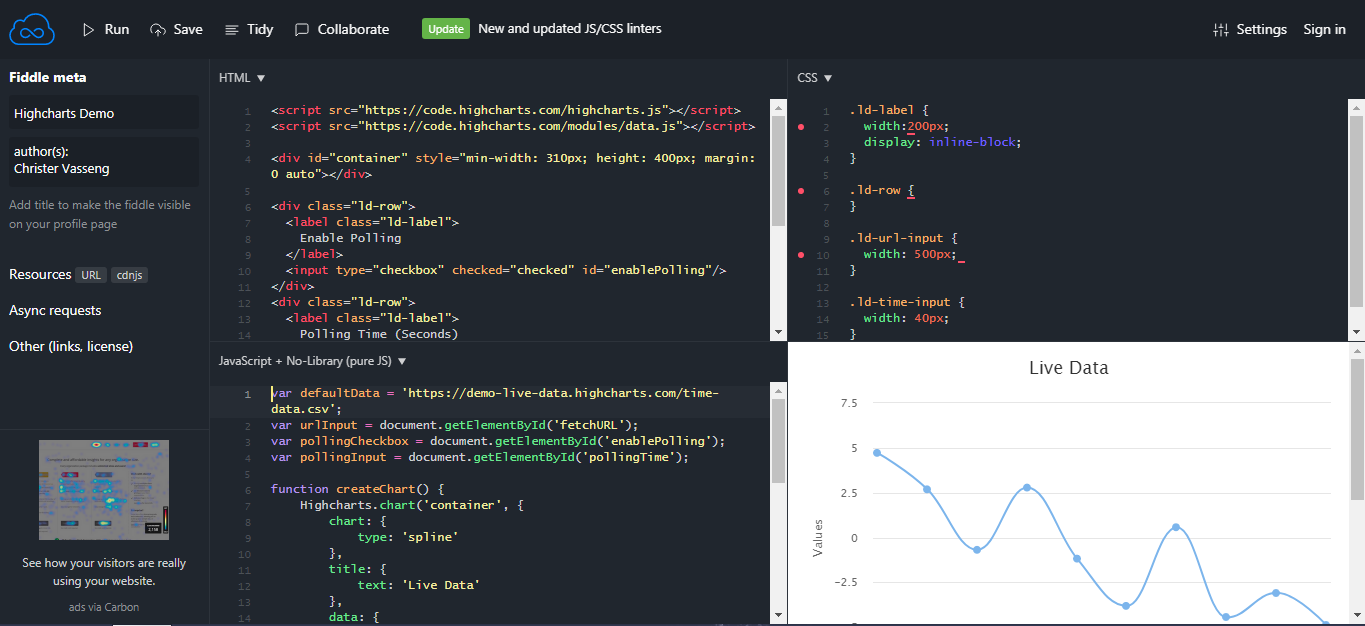 Run
Save
Tidy
Collaborate
Update
New and updated JS/CSS linters
Settings
Sign in
Fiddle meta
Highcharts Demo
author(s):
Christer Vasseng
Add title to make the fiddle visible
on your profile page
Resources URL cdnjs
Async requests
Other (links, license)
See how your visitors are really
using your website.
ads via Carbon
HTML ▼
1 <script src="https://code.highcharts.com/highcharts.js"></script>
2 <script src="https://code.highcharts.com/modules/data.js"></script>
3
4 <div id="container" style="min-width: 310px; height: 400px; margin:
0 auto"></div>
5
6 <div class="ld-row">
7   <label class="ld-label">
8     Enable Polling
9   </label>
10   <input type="checkbox" checked="checked" id="enablePolling"/>
11 </div>
12 <div class="ld-row">
13   <label class="ld-label">
14     Polling Time (Seconds)
CSS ▼
1 .ld-label {
2   width:200px;
3   display: inline-block;
4 }
5
6 .ld-row {
7 }
8
9 .ld-url-input {
10   width: 500px;
11 }
12
13 .ld-time-input {
14   width: 40px;
15 }
JavaScript + No-Library (pure JS) ▼
1 var defaultData = 'https://demo-live-data.highcharts.com/time-
data.csv';
2 var urlInput = document.getElementById('fetchURL');
3 var pollingCheckbox = document.getElementById('enablePolling');
4 var pollingInput = document.getElementById('pollingTime');
5
6 function createChart() {
7     Highcharts.chart('container', {
8         chart: {
9             type: 'spline'
10         },
11         title: {
12             text: 'Live Data'
13         },
14         data: {
Live Data
Values
7.5
5
2.5
0
−2.5